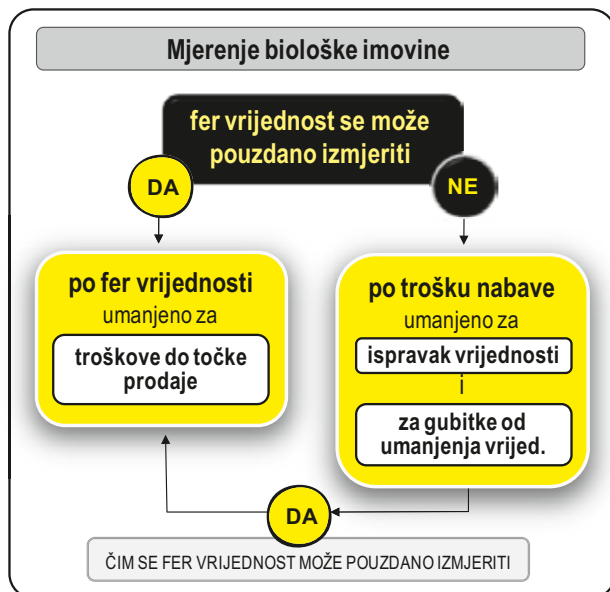 Mjerenje biološke imovine
fer vrijednost se može
pouzdano izmjeriti
DA
NE
po fer vrijednosti
umanjeno za
troškove do točke
prodaje
po trošku nabave
umanjeno za
ispravak vrijednosti
i
za gubitke od
umanjenja vrijed.
DA
ČIM SE FER VRIJEDNOST MOŽE POUZDANO IZMJERITI